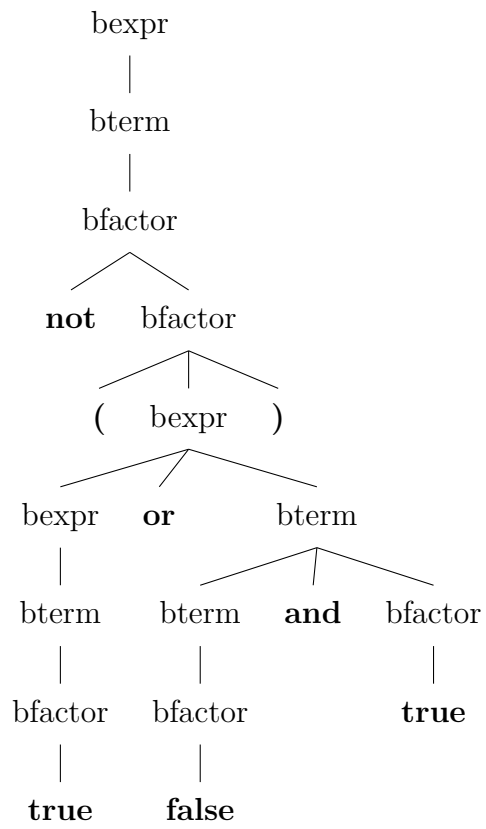 bexpr
bterm
bfactor
not bfactor
( bexpr )
bexpr or bterm
bterm bterm and bfactor
bfactor bfactor true
true false